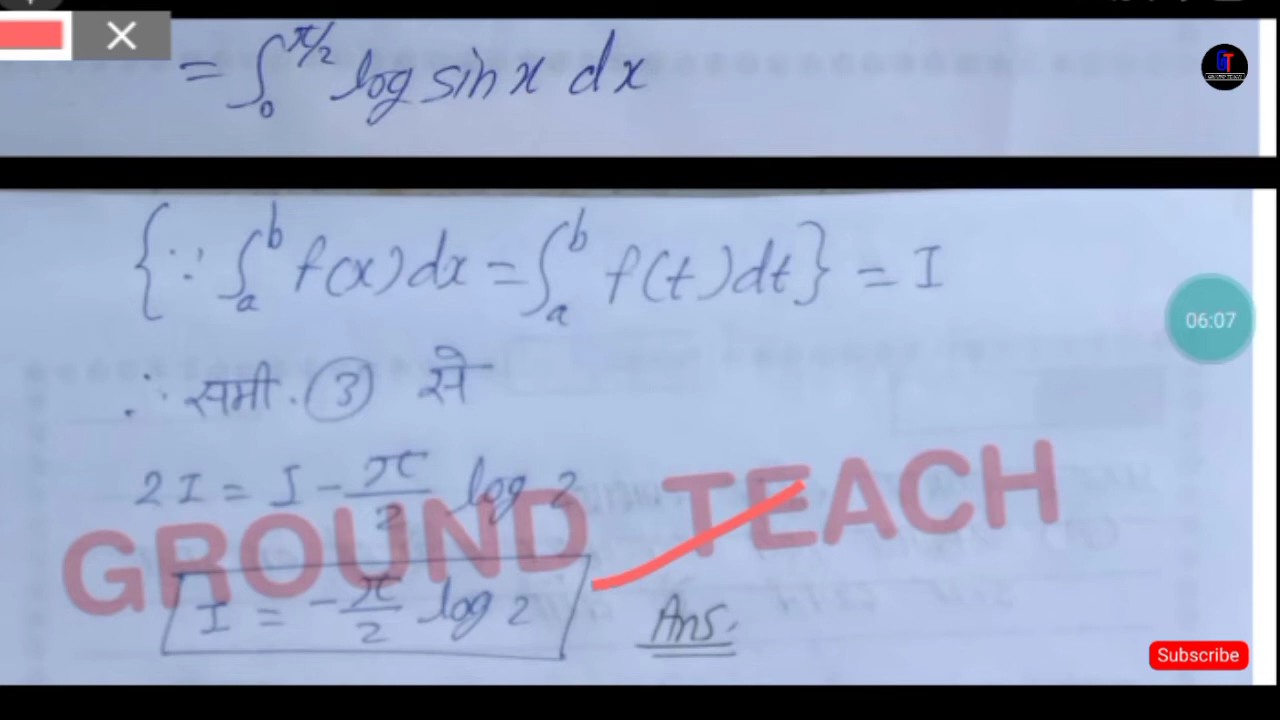 = ∫₀^π/2 log sin x dx
{∵ ∫ₐᵇ f(x)dx = ∫ₐᵇ f(t)dt} = I
06:07
∴ समी. ③ से
2I = I - π/2 log 2
GROUND TEACH
I = -π/2 log 2 Ans.
Subscribe